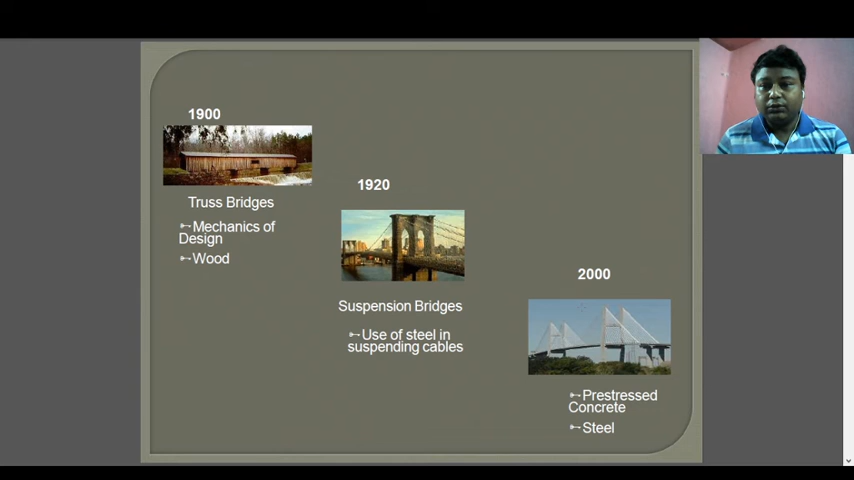 1900
Truss Bridges
➳Mechanics of
Design
➳Wood
1920
Suspension Bridges
➳Use of steel in
suspending cables
2000
➳Prestressed
Concrete
➳Steel